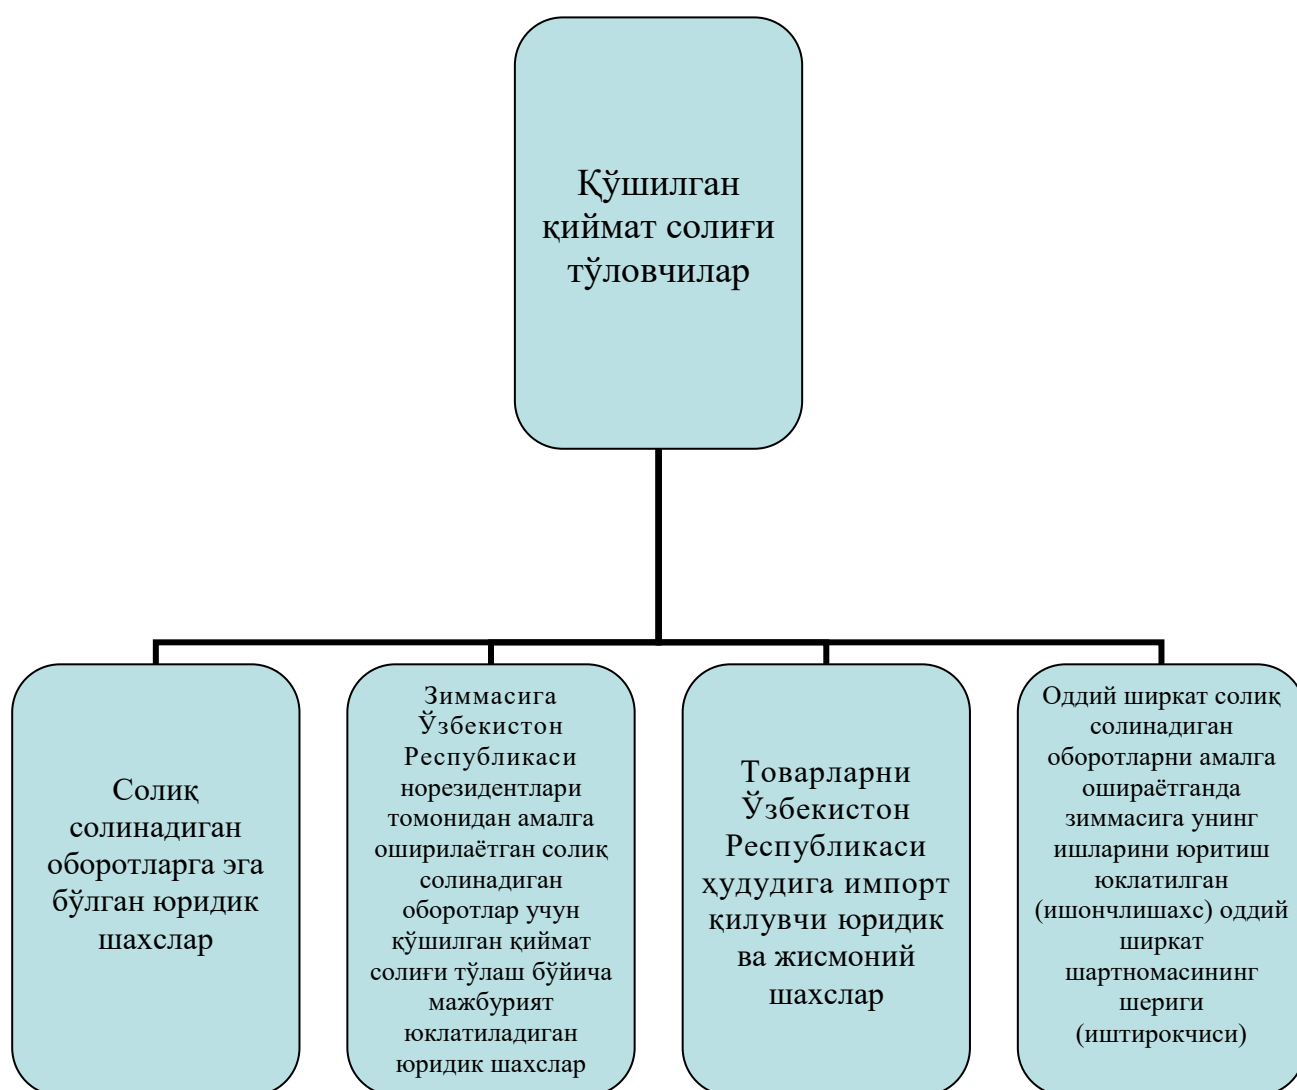 Қўшилган
қиймат солиғи
тўловчилар
Солиқ
солинадиган
оборотларга эга
бўлган юридик
шахслар
Зиммасига
Ўзбекистон
Республикаси
норезидентлари
томонидан амалга
оширилаётган солиқ
солинадиган
оборотлар учун
қўшилган қиймат
солиғи тўлаш бўйича
мажбурият
юклатиладиган
юридик шахслар
Товарларни
Ўзбекистон
Республикаси
ҳудудига импорт
қилувчи юридик
ва жисмоний
шахслар
Оддий ширкат солиқ
солинадиган
оборотларни амалга
ошираётганда
зиммасига унинг
ишларини юритиш
юклатилган
(ишончлишахс) оддий
ширкат
шартномасининг
шериги
(иштирокчиси)